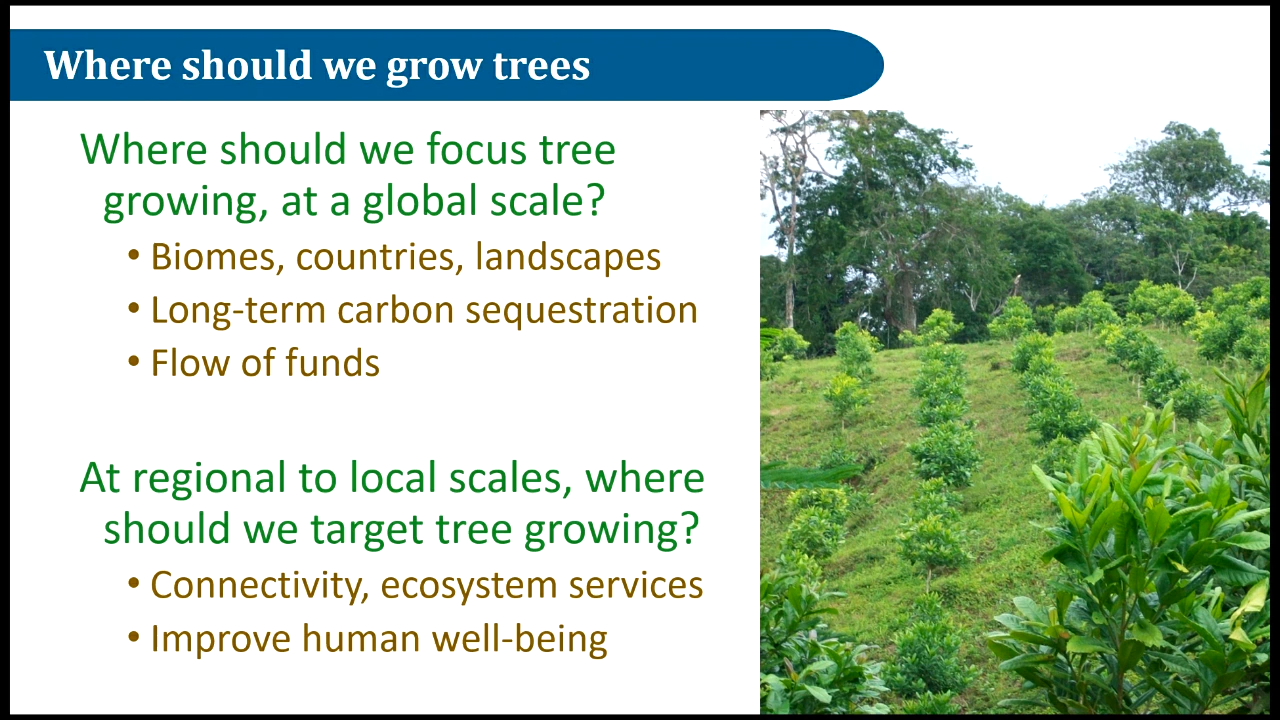 Where should we grow trees
Where should we focus tree
growing, at a global scale?
• Biomes, countries, landscapes
• Long-term carbon sequestration
• Flow of funds
At regional to local scales, where
should we target tree growing?
• Connectivity, ecosystem services
• Improve human well-being